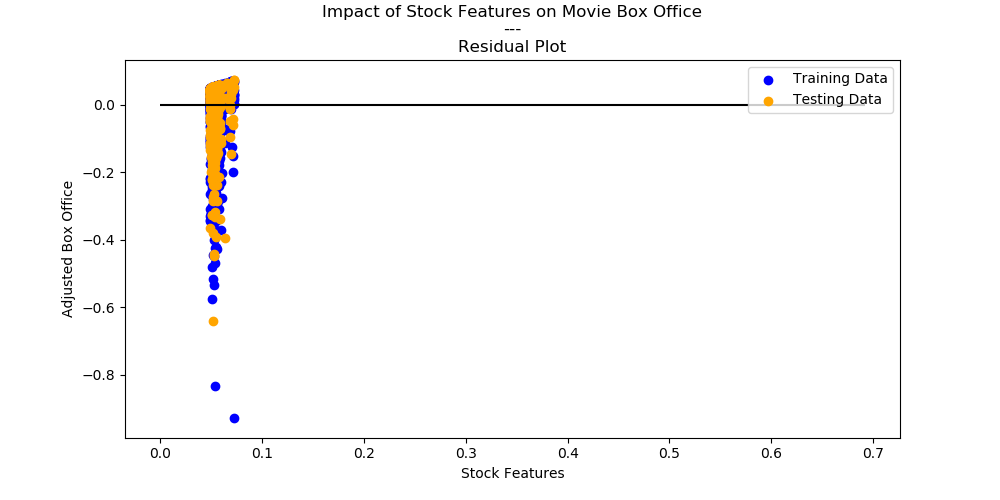 Impact of Stock Features on Movie Box Office
---
Residual Plot
Training Data
Testing Data
Adjusted Box Office
0.0
−0.2
−0.4
−0.6
−0.8
0.0 0.1 0.2 0.3 0.4 0.5 0.6 0.7
Stock Features